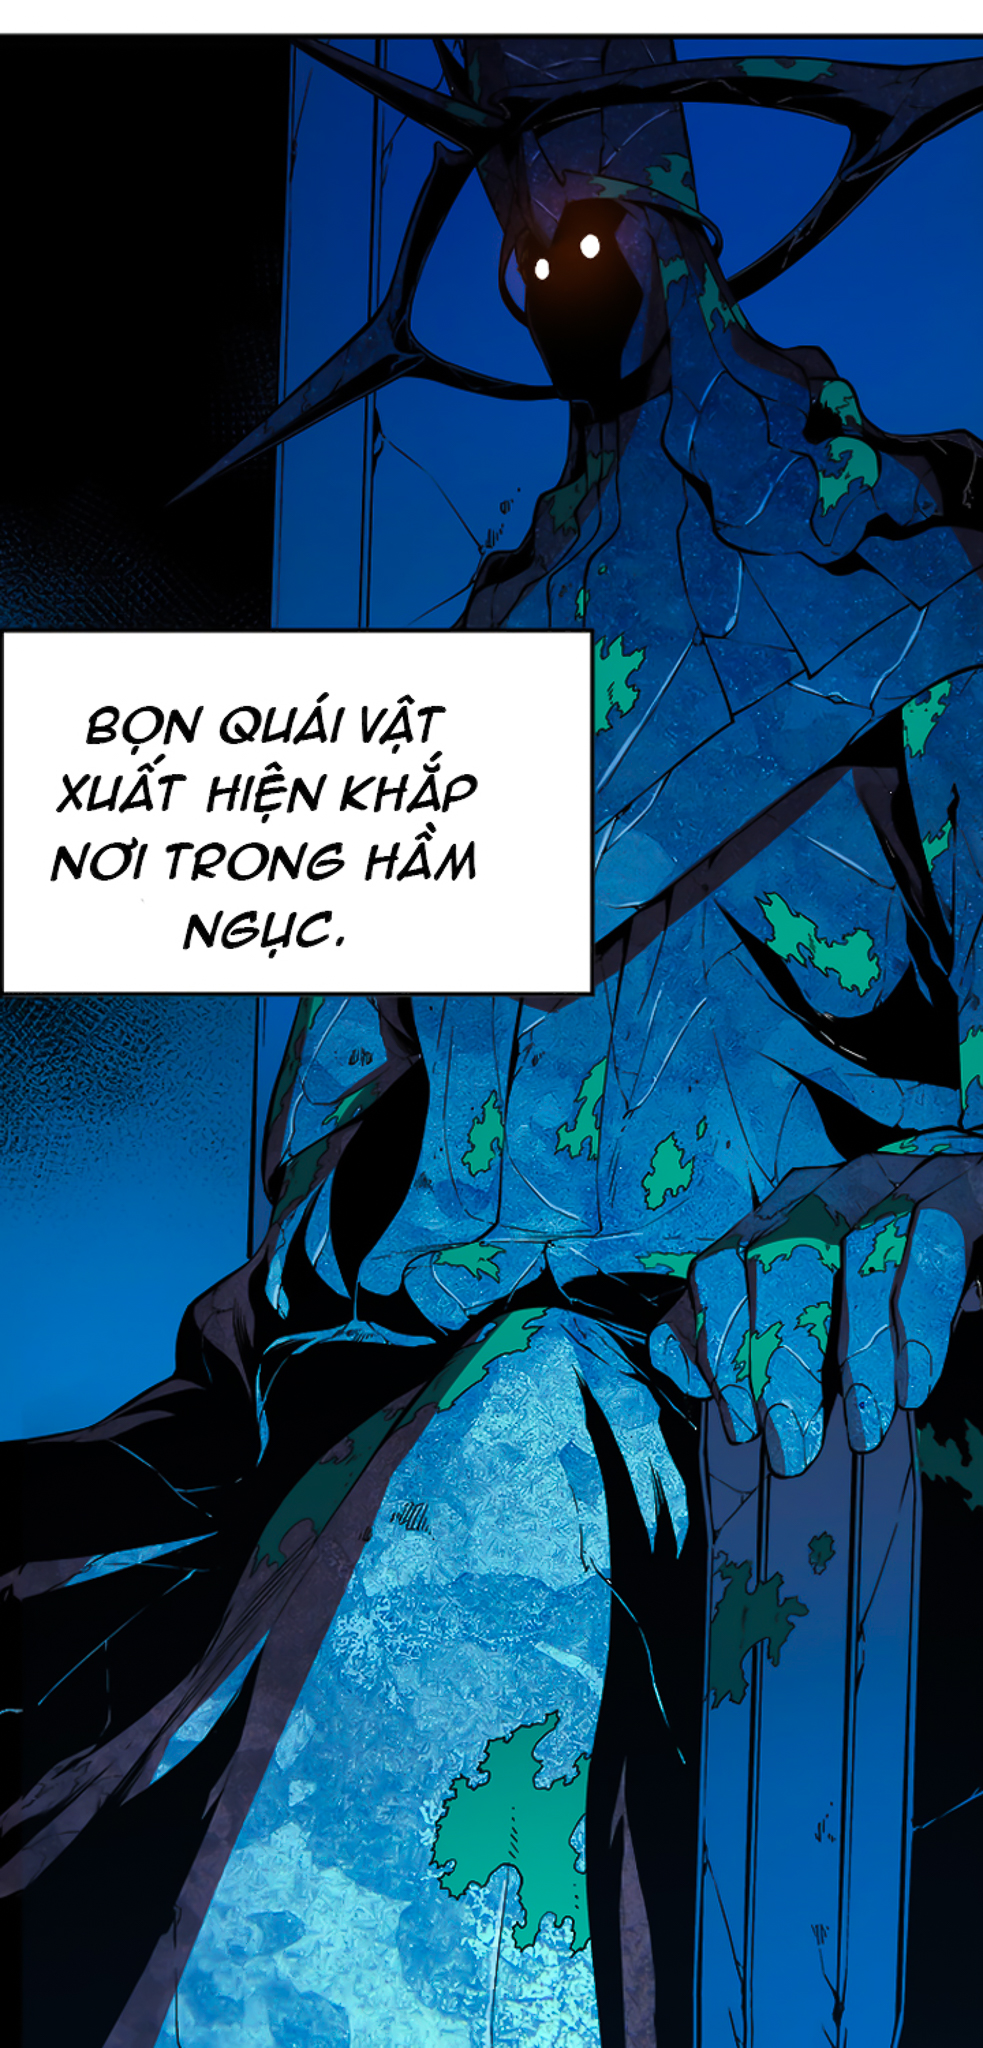 BỌN QUÁI VẬT
XUẤT HIỆN KHẮP
NƠI TRONG HẦM
NGỤC.